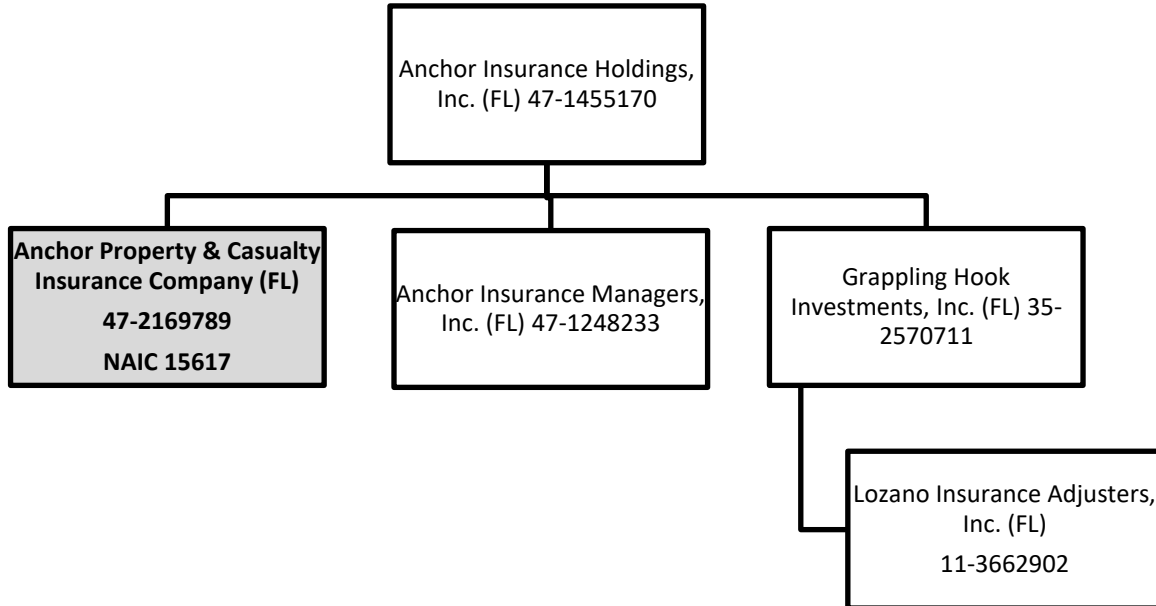 Anchor Insurance Holdings,
Inc. (FL) 47-1455170
Anchor Property & Casualty
Insurance Company (FL)
47-2169789
NAIC 15617
Anchor Insurance Managers,
Inc. (FL) 47-1248233
Grappling Hook
Investments, Inc. (FL) 35-
2570711
Lozano Insurance Adjusters,
Inc. (FL)
11-3662902